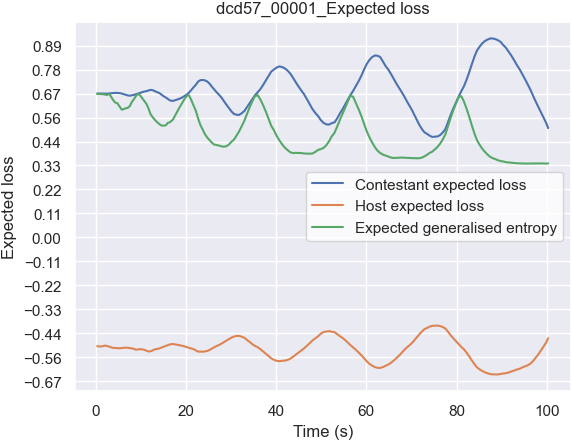 dcd57_00001_Expected loss
0.89
0.78
0.67
0.56
0.44
0.33
0.22
0.11
0.00
−0.11
−0.22
−0.33
−0.44
−0.56
−0.67
Expected loss
Contestant expected loss
Host expected loss
Expected generalised entropy
0 20 40 60 80 100
Time (s)